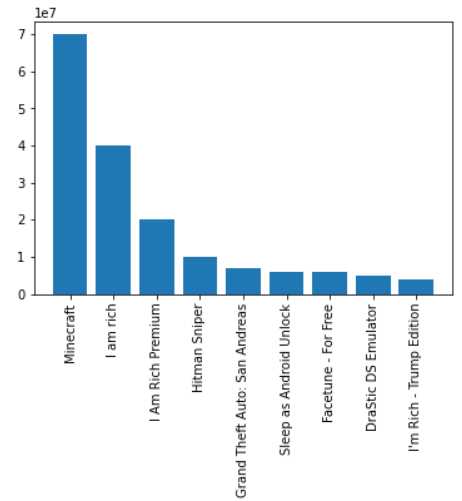 1e7
7
6
5
4
3
2
1
0
Minecraft
I am rich
I Am Rich Premium
Hitman Sniper
Grand Theft Auto: San Andreas
Sleep as Android Unlock
Facetune - For Free
DraStic DS Emulator
I'm Rich - Trump Edition